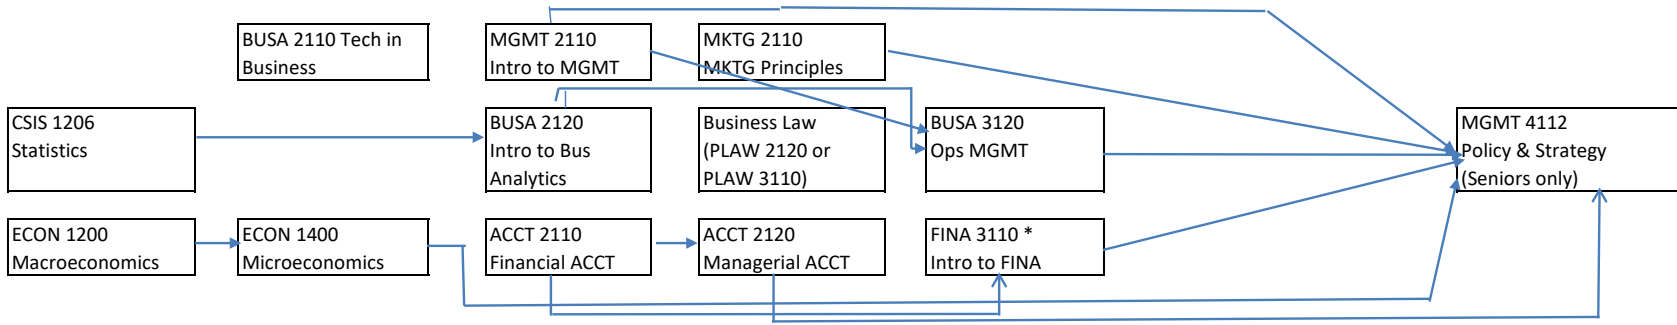 BUSA 2110 Tech in
Business
MGMT 2110
Intro to MGMT
MKTG 2110
MKTG Principles
CSIS 1206
Statistics
BUSA 2120
Intro to Bus
Analytics
Business Law
(PLAW 2120 or
PLAW 3110)
BUSA 3120
Ops MGMT
MGMT 4112
Policy & Strategy
(Seniors only)
ECON 1200
Macroeconomics
ECON 1400
Microeconomics
ACCT 2110
Financial ACCT
ACCT 2120
Managerial ACCT
FINA 3110 *
Intro to FINA